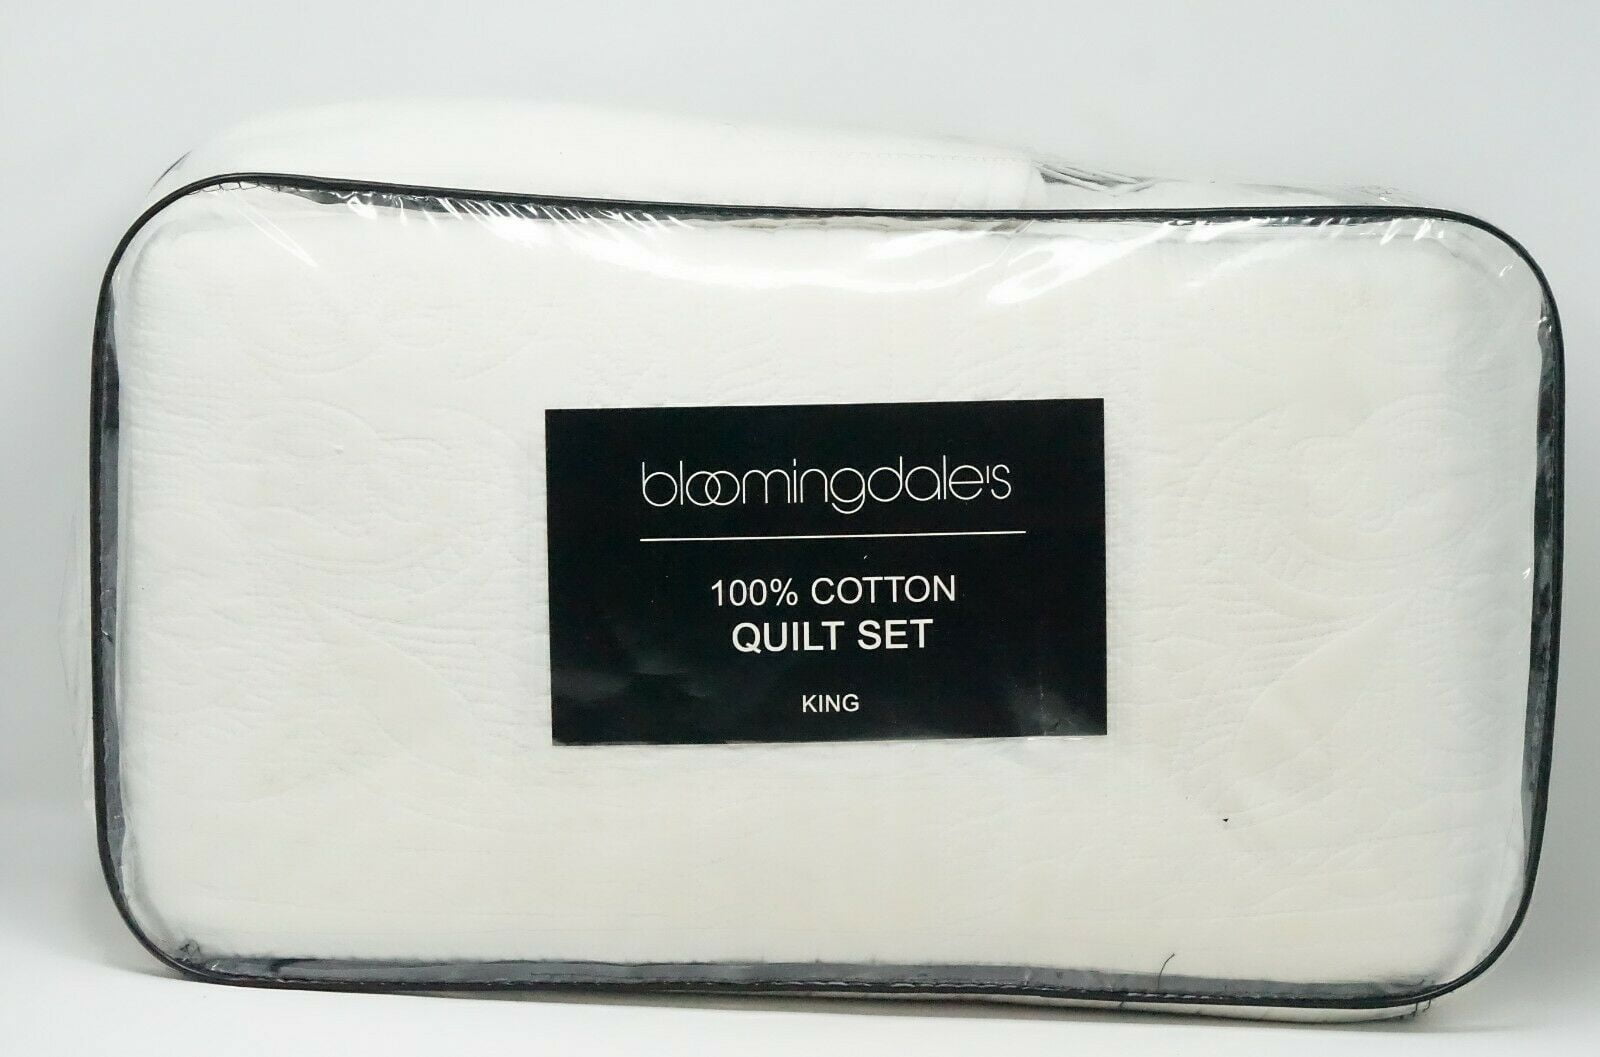 bloomingdale's
100% COTTON
QUILT SET
KING